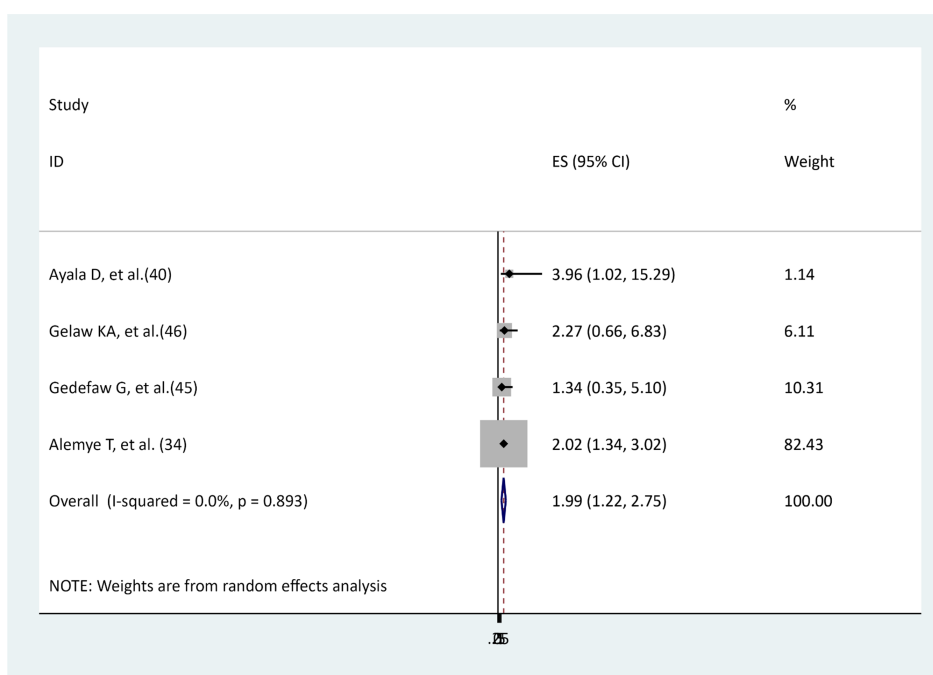 Study %
ID ES (95% CI) Weight
Ayala D, et al.(40) 3.96 (1.02, 15.29) 1.14
Gelaw KA, et al.(46) 2.27 (0.66, 6.83) 6.11
Gedefaw G, et al.(45) 1.34 (0.35, 5.10) 10.31
Alemye T, et al. (34) 2.02 (1.34, 3.02) 82.43
Overall (I-squared = 0.0%, p = 0.893) 1.99 (1.22, 2.75) 100.00
NOTE: Weights are from random effects analysis